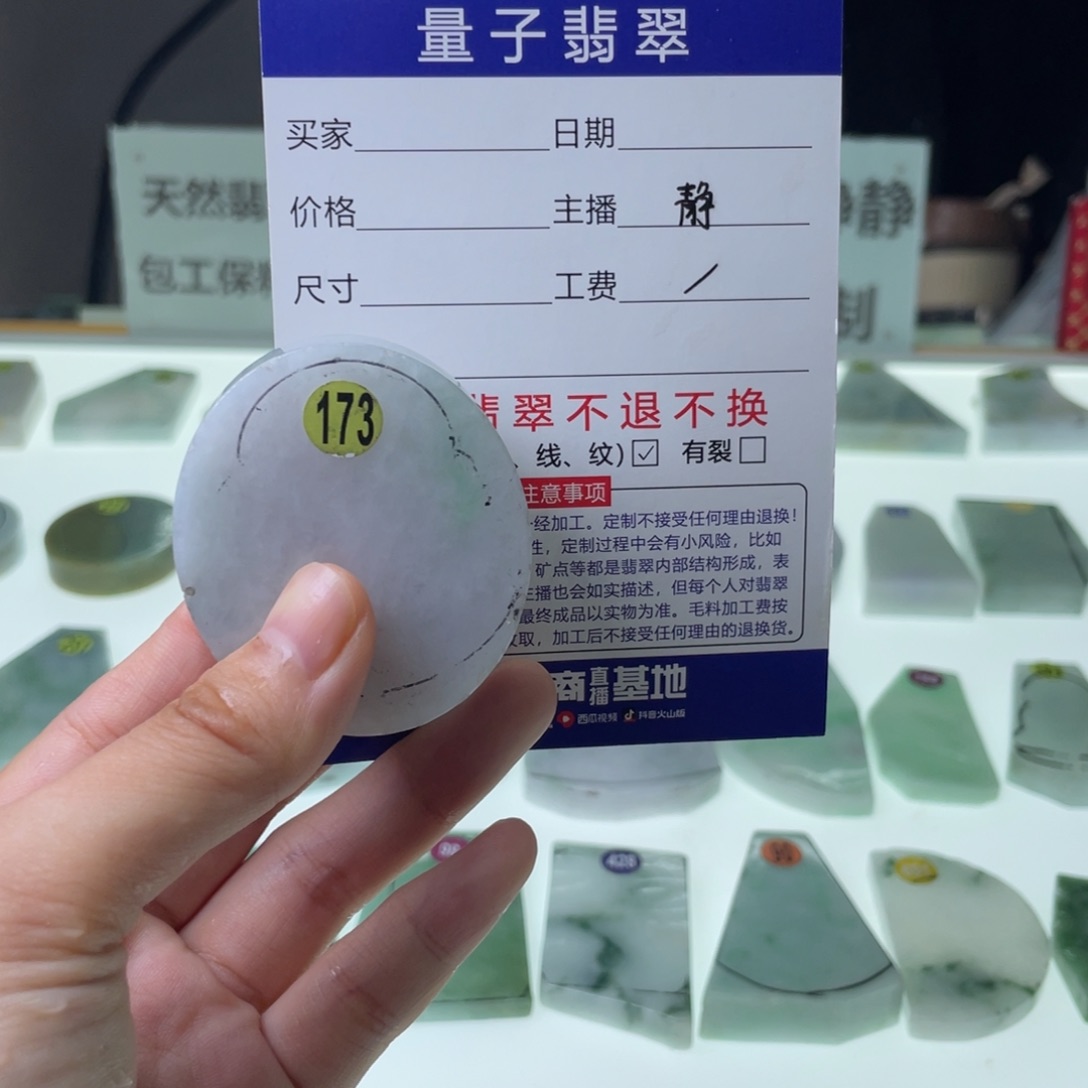 量子翡翠
买家 日期
价格 主播 静
尺寸 工费 /
翡翠不退不换
、线、纹)☑ 有裂□
注意事项
一经加工。定制不接受任何理由退换!
性,定制过程中会有小风险,比如
矿点等都是翡翠内部结构形成,表
主播也会如实描述,但每个人对翡翠
最终成品以实物为准。毛料加工费按
收取,加工后不接受任何理由的退换货。
商直播基地
西瓜视频 抖音火山版
173
天然翡
包工保
静静
制
428